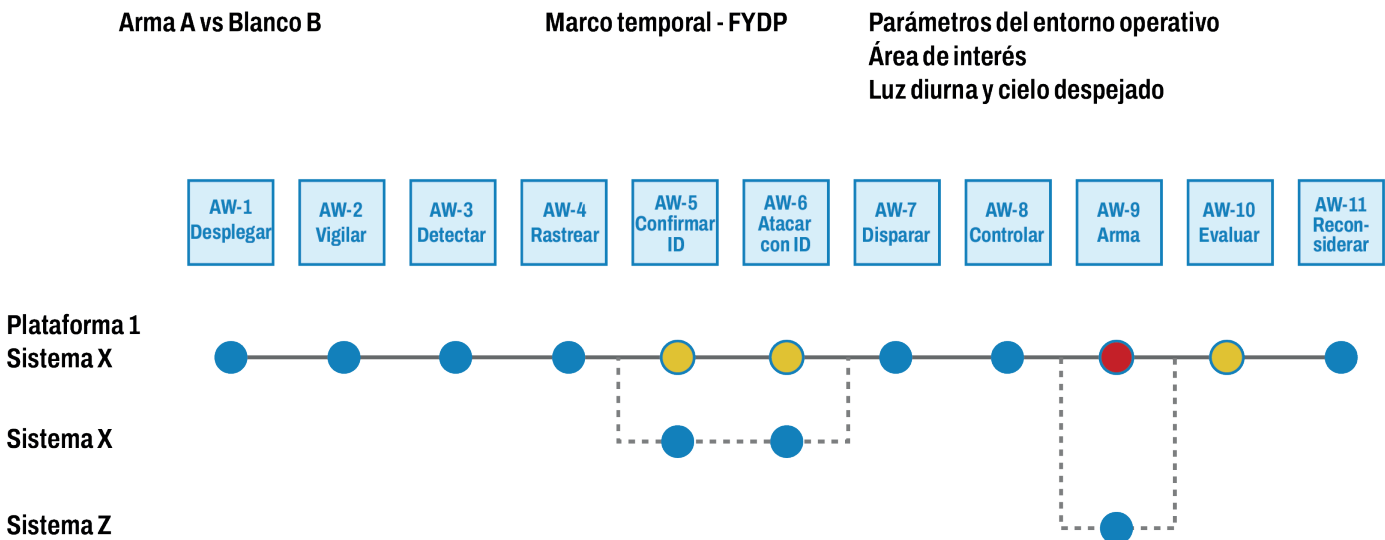 Arma A vs Blanco B
Marco temporal - FYDP
Parámetros del entorno operativo
Área de interés
Luz diurna y cielo despejado
AW-1
Desplegar
AW-2
Vigilar
AW-3
Detectar
AW-4
Rastrear
AW-5
Confirmar
ID
AW-6
Atacar
con ID
AW-7
Disparar
AW-8
Controlar
AW-9
Arma
AW-10
Evaluar
AW-11
Recon-
siderar
Plataforma 1
Sistema X
Sistema X
Sistema Z